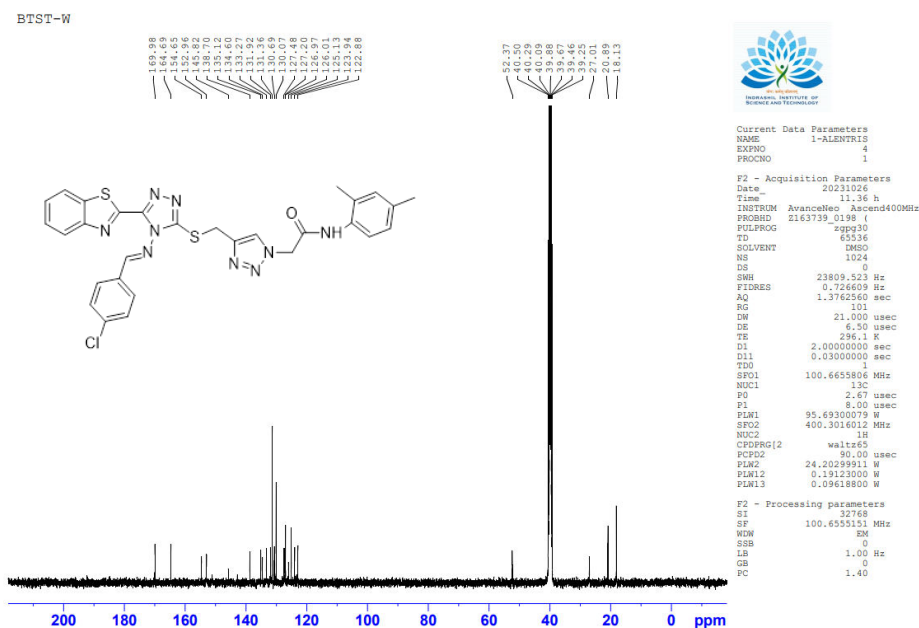 BTST-W
169.98
164.69
154.65
152.96
145.82
138.70
135.12
134.60
133.27
131.92
131.36
130.69
130.07
127.48
127.20
126.97
126.01
125.13
123.94
122.88
52.37
40.50
40.29
40.09
39.88
39.67
39.46
39.25
27.01
20.89
18.13
INDRASHIL INSTITUTE OF
SCIENCE AND TECHNOLOGY
S
N
N
N
N
N
S
N
N
N
O
NH
Cl
Current Data Parameters
NAME 1-ALENTRIS
EXPNO 4
PROCNO 1
F2 - Acquisition Parameters
Date_ 20231026
Time 11.36 h
INSTRUM AvanceNeo Ascend400MHz
PROBHD Z163739_0198 (
PULPROG zgpg30
TD 65536
SOLVENT DMSO
NS 1024
DS 0
SWH 23809.523 Hz
FIDRES 0.726609 Hz
AQ 1.3762560 sec
RG 101
DW 21.000 usec
DE 6.50 usec
TE 296.1 K
D1 2.00000000 sec
D11 0.03000000 sec
TD0 1
SFO1 100.6655806 MHz
NUC1 13C
P0 2.67 usec
P1 8.00 usec
PLW1 95.69300079 W
SFO2 400.3016012 MHz
NUC2 1H
CPDPRG[2 waltz65
PCPD2 90.00 usec
PLW2 24.20299911 W
PLW12 0.19123000 W
PLW13 0.09618800 W
F2 - Processing parameters
SI 32768
SF 100.6555151 MHz
WDW EM
SSB 0
LB 1.00 Hz
GB 0
PC 1.40
200 180 160 140 120 100 80 60 40 20 0 ppm